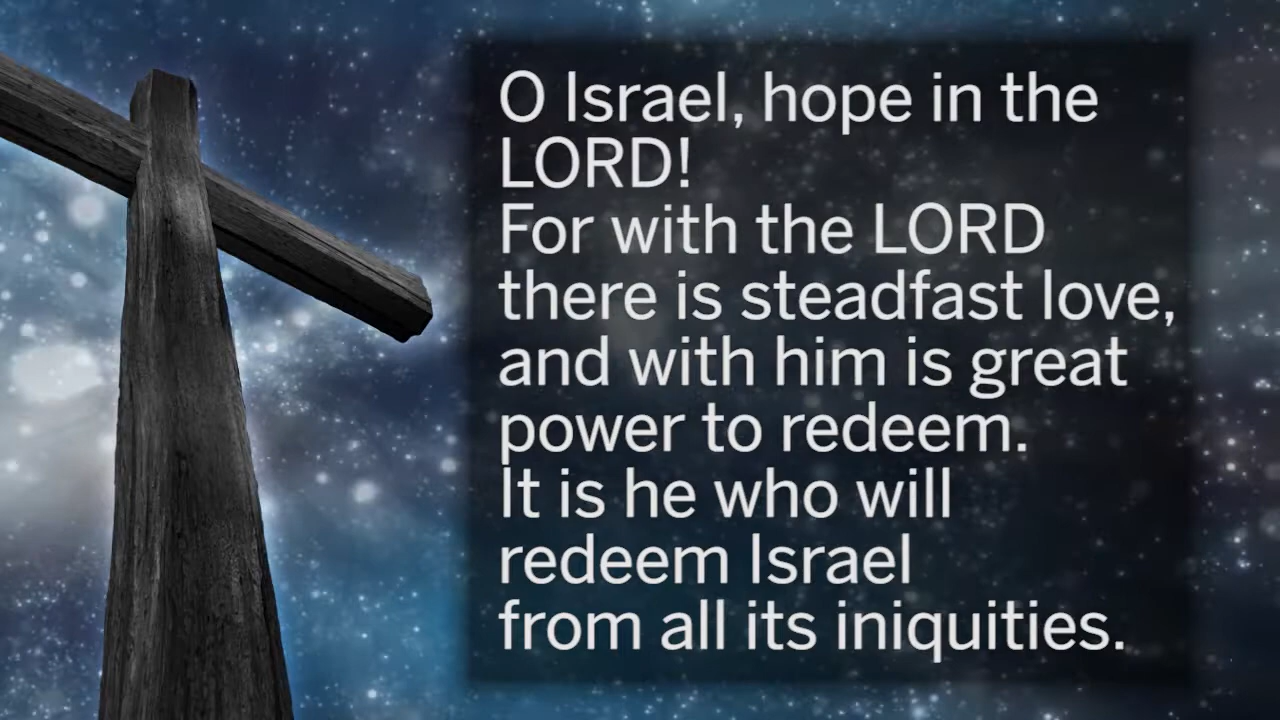 O Israel, hope in the
LORD!
For with the LORD
there is steadfast love,
and with him is great
power to redeem.
It is he who will
redeem Israel
from all its iniquities.